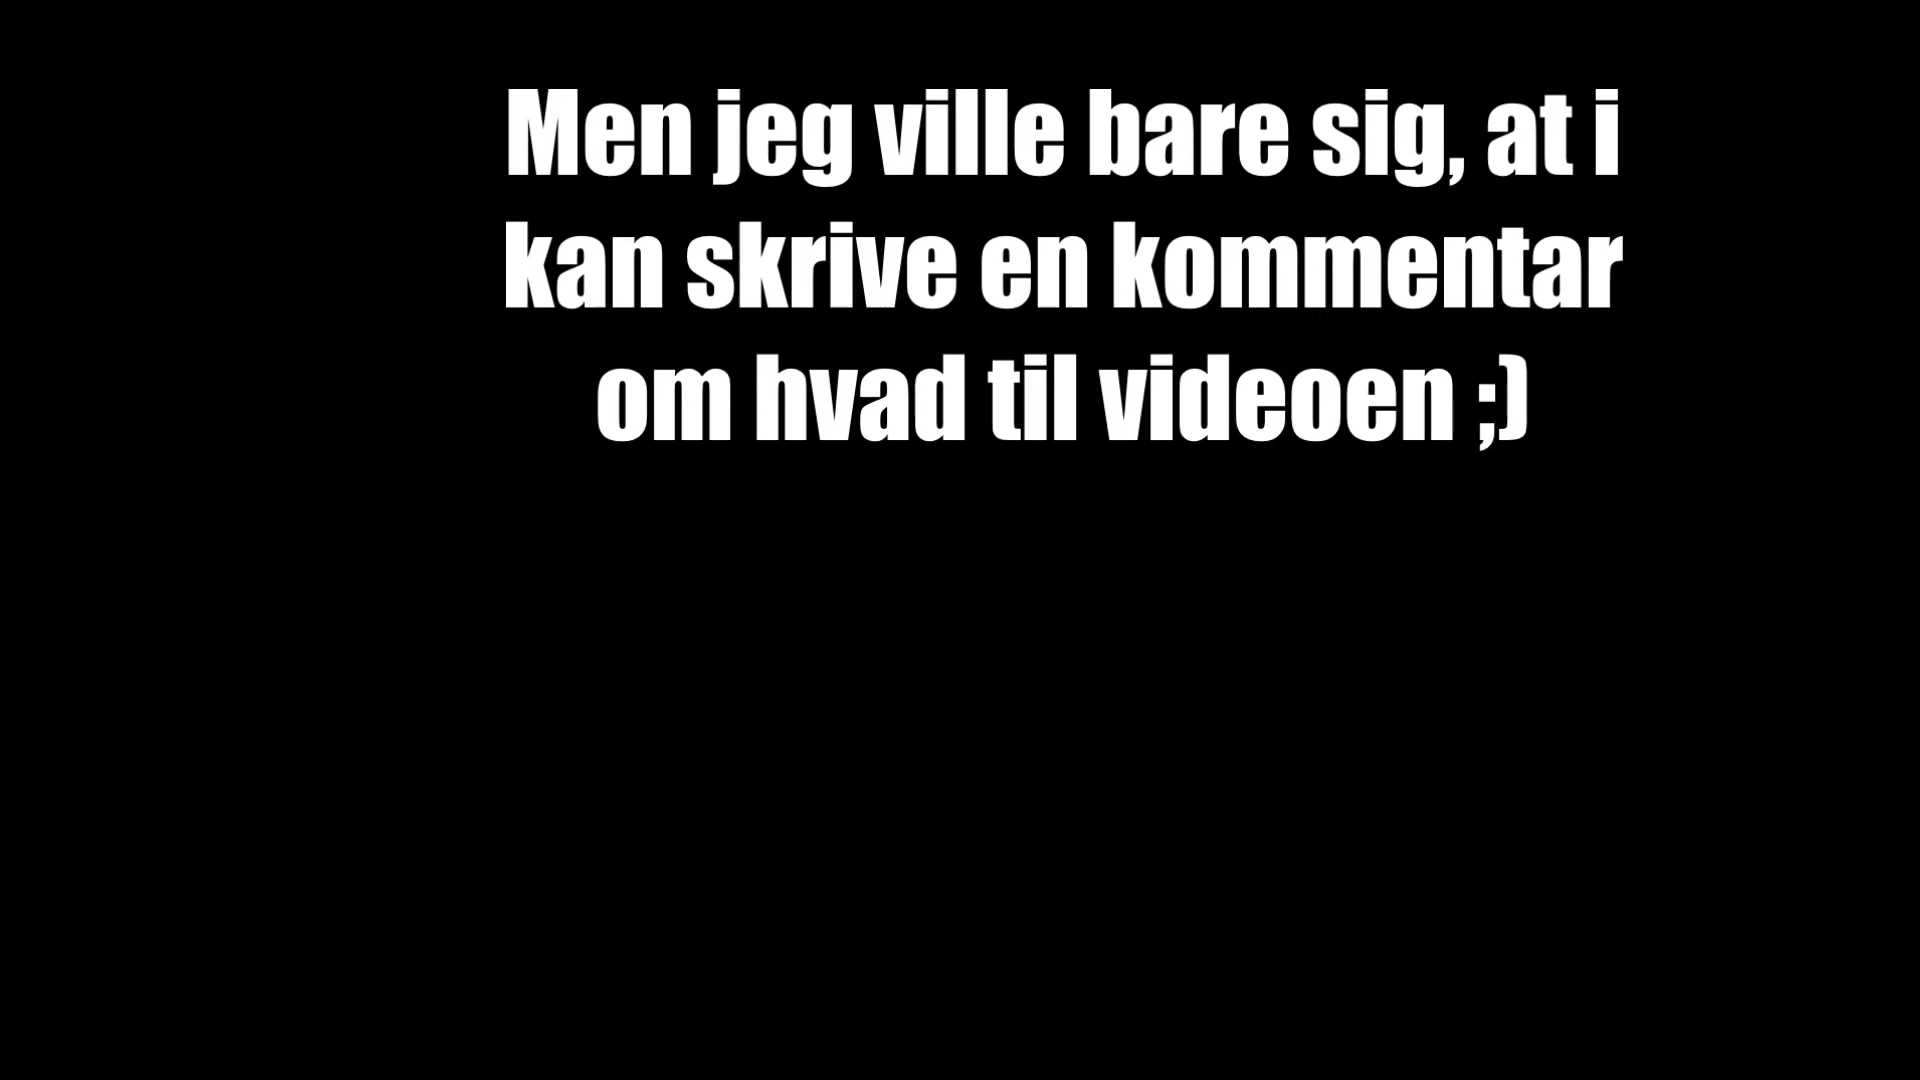 Men jeg ville bare sig, at i
kan skrive en kommentar
om hvad til videoen ;)